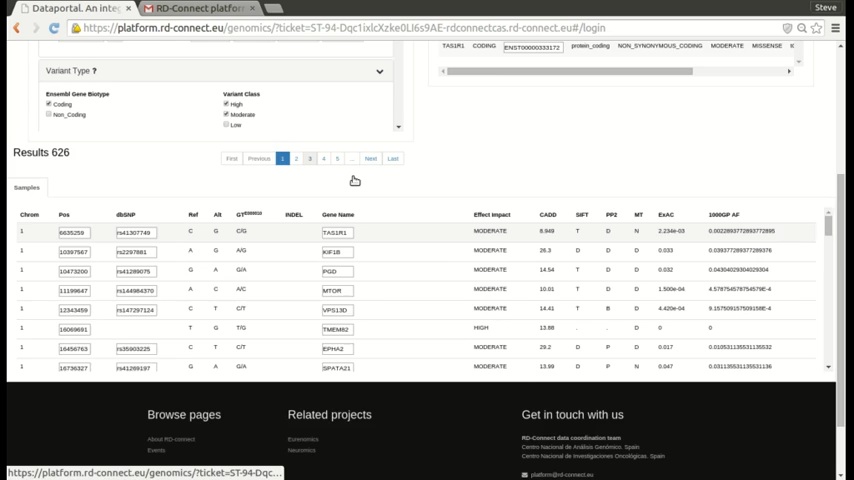 Steve
Dataport. An inte
RD-Connect platfor
https://platform.rd-connect.eu/genomics/?ticket=ST-94-Dqc1ixlcXzke0LI6s9AE-rdconnectcas.rd-connect.eu#/login
TAS1R1 CODING ENST00000333172 protein_coding NON_SYNONYMOUS_CODING MODERATE MISSENSE
Variant Type ?
Ensembl Gene Biotype Variant Class
Coding High
Non_Coding Moderate
Low
Results 626
First Previous 1 2 3 4 5 ... Next Last
Samples
Chrom Pos dbSNP Ref Alt GT E000010 INDEL Gene Name Effect Impact CADD SIFT PP2 MT ExAC 1000GP AF
1 6635259 rs41307749 C G C/G TAS1R1 MODERATE 8.949 T D N 2.234e-03 0.00228937728937728​95
1 10397567 rs2297881 A G A/G KIF1B MODERATE 26.3 D D D 0.033 0.0393772893772893​76
1 10473200 rs41289075 G A G/A PGD MODERATE 14.54 T D D 0.032 0.04304029304029304
1 11199647 rs144984370 A C A/C MTOR MODERATE 10.01 T D D 1.500e-04 4.578754578754579E-4
1 12343459 rs147297124 C T C/T VPS13D MODERATE 14.41 T B D 4.420e-04 9.157509157509158E-4
1 16069691 T G T/G TMEM82 HIGH 13.88 . . D 0 0
1 16456763 rs35903225 C T C/T EPHA2 MODERATE 29.2 D P D 0.017 0.010531135531135532
1 16736327 rs41269197 G A G/A SPATA21 MODERATE 13.99 D P N 0.047 0.031135531135531136
Browse pages Related projects Get in touch with us
About RD-connect Eurenomics RD-Connect data coordination team
Events Neuromics Centro Nacional de Análisis Genómico. Spain
Centro Nacional de Investigaciones Oncológicas. Spain
https://platform.rd-connect.eu/genomics/?ticket=ST-94-Dqc...
platform@rd-connect.eu